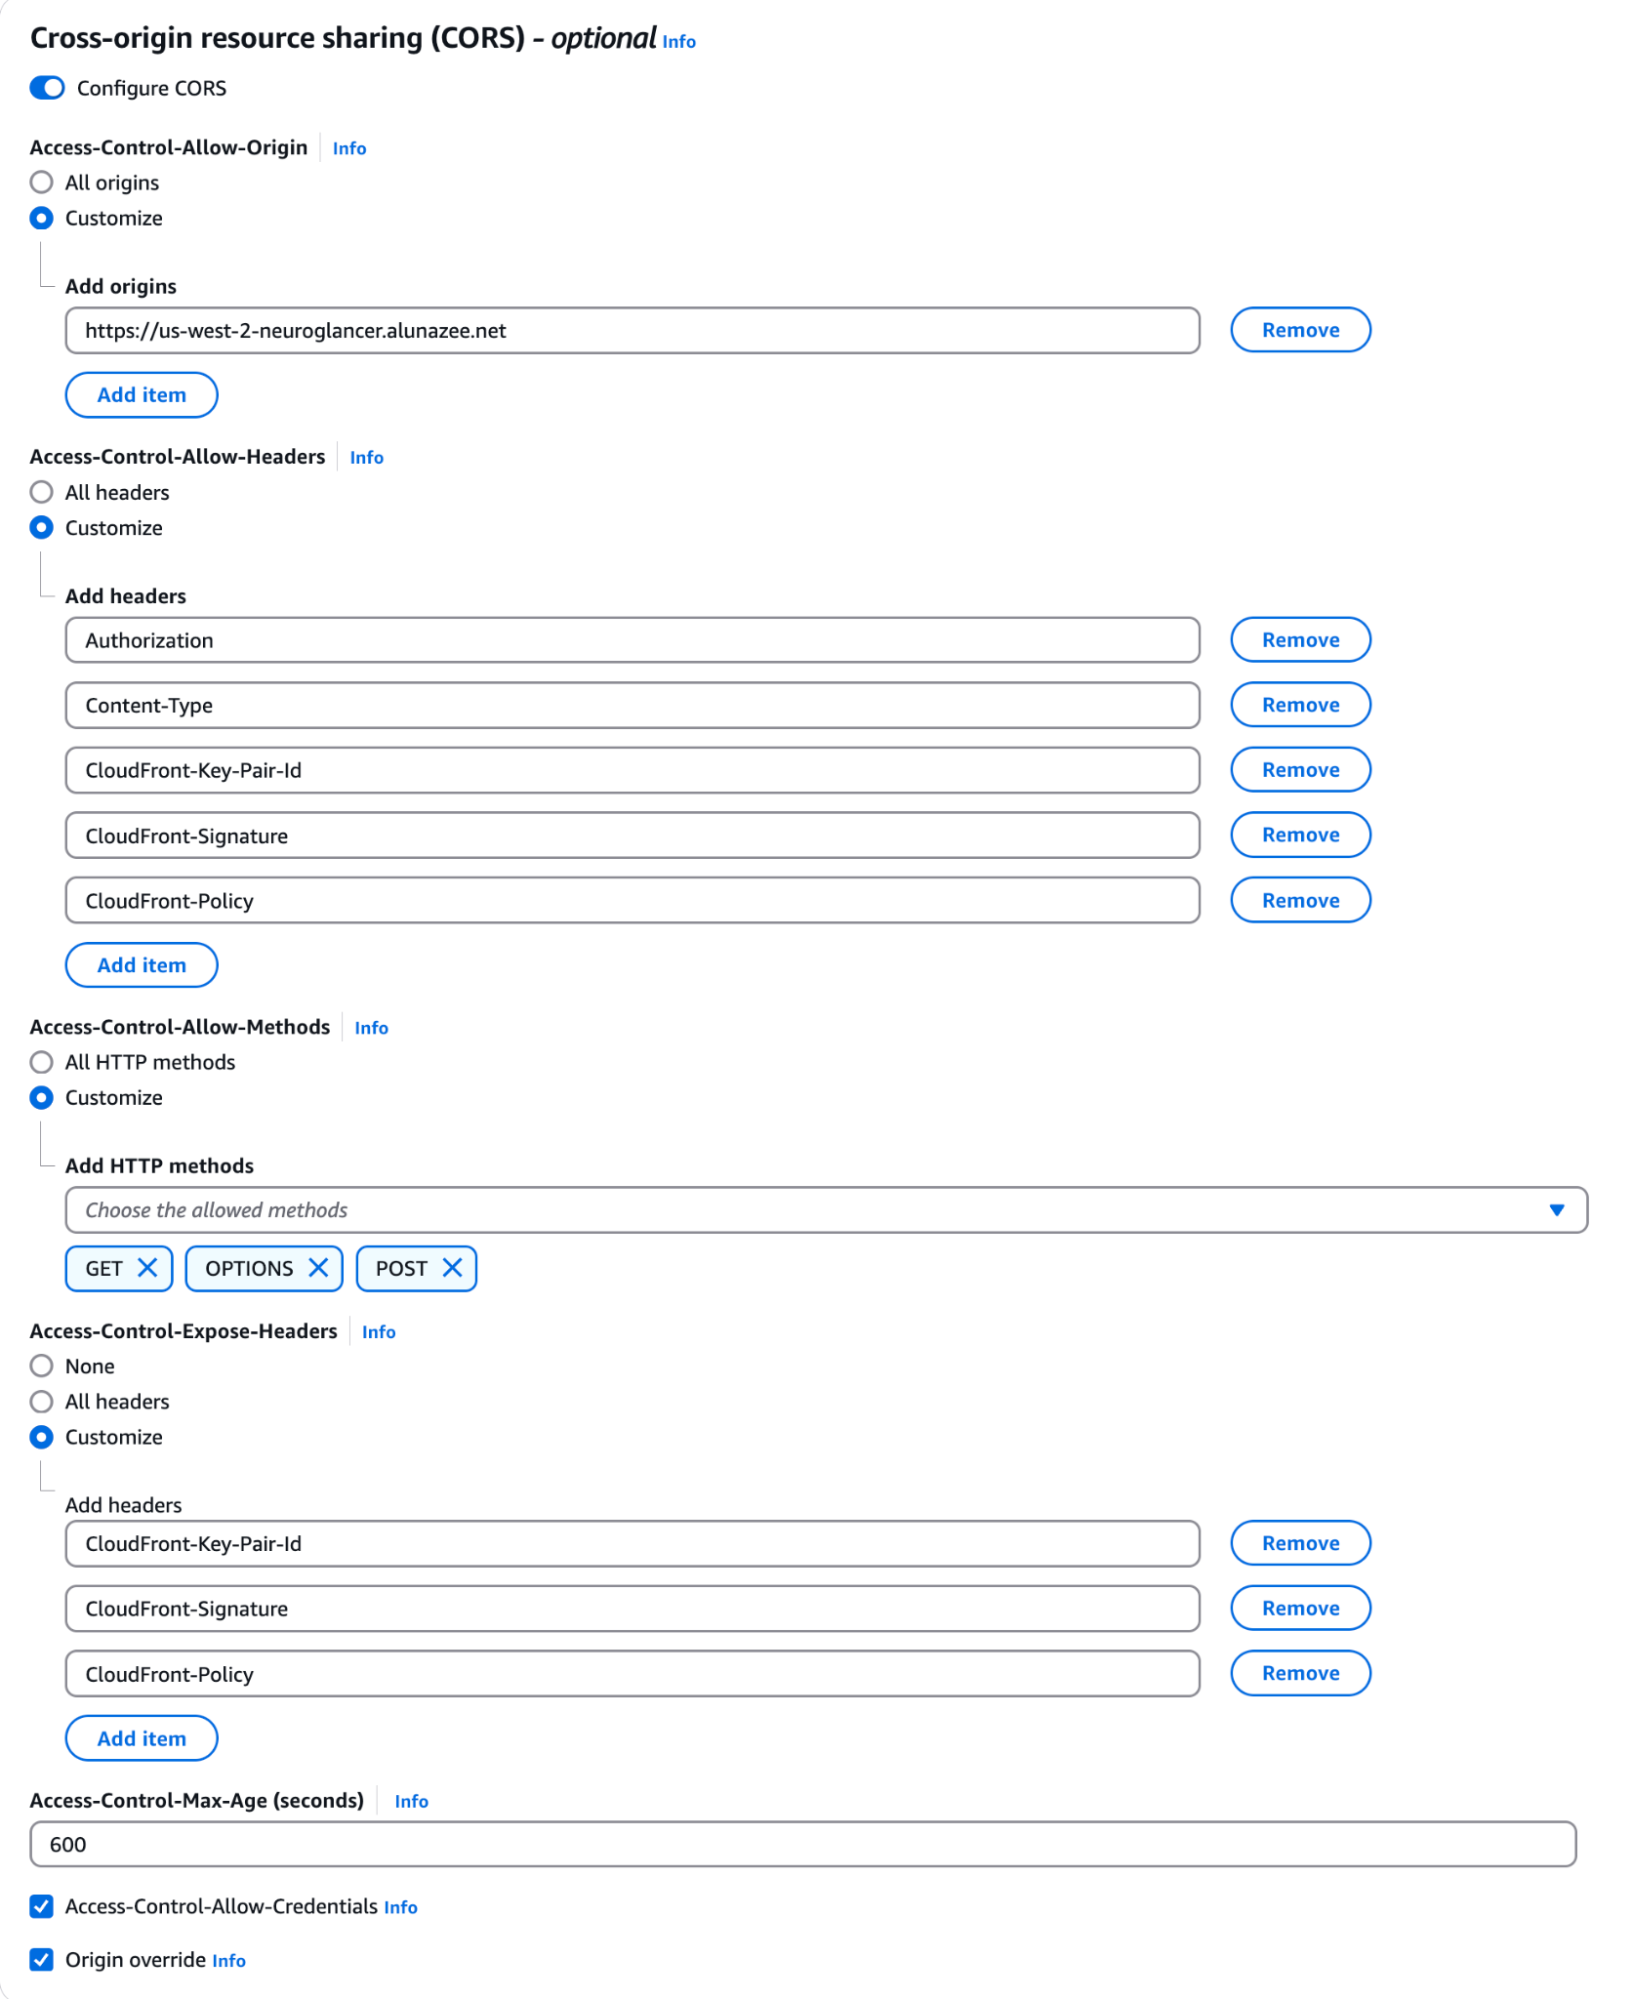 Cross-origin resource sharing (CORS) - optional Info
Configure CORS
Access-Control-Allow-Origin Info
All origins
Customize
Add origins
https://us-west-2-neuroglancer.alunazee.net Remove
Add item
Access-Control-Allow-Headers Info
All headers
Customize
Add headers
Authorization Remove
Content-Type Remove
CloudFront-Key-Pair-Id Remove
CloudFront-Signature Remove
CloudFront-Policy Remove
Add item
Access-Control-Allow-Methods Info
All HTTP methods
Customize
Add HTTP methods
Choose the allowed methods
GET OPTIONS POST
Access-Control-Expose-Headers Info
None
All headers
Customize
Add headers
CloudFront-Key-Pair-Id Remove
CloudFront-Signature Remove
CloudFront-Policy Remove
Add item
Access-Control-Max-Age (seconds) Info
600
Access-Control-Allow-Credentials Info
Origin override Info